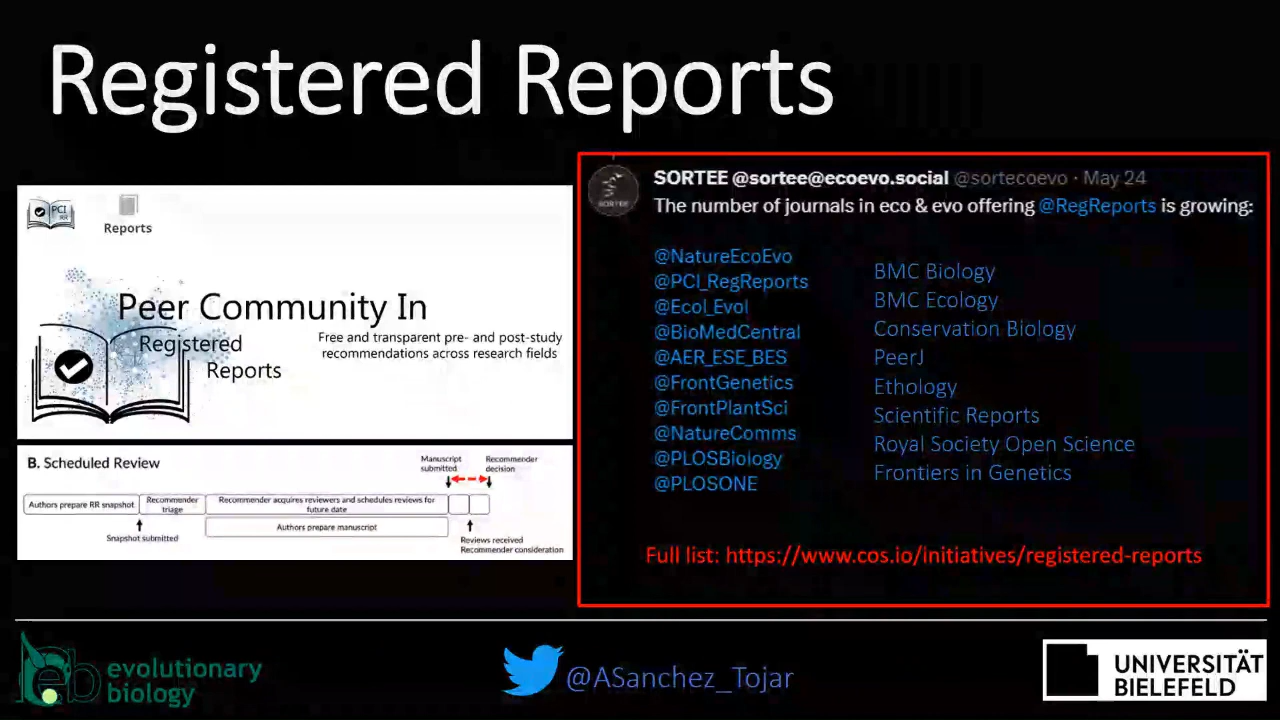 Registered Reports
PCI
RR
Reports
Peer Community In
Registered
Reports
Free and transparent pre- and post-study
recommendations across research fields
B. Scheduled Review
Manuscript
submitted
Recommender
decision
Authors prepare RR snapshot
Recommender
triage
Recommender acquires reviewers and schedules reviews for
future date
Authors prepare manuscript
Snapshot submitted
Reviews received
Recommender consideration
SORTEE
SORTEE @sortee@ecoevo.social @sortecoevo · May 24
The number of journals in eco & evo offering @RegReports is growing:
@NatureEcoEvo
@PCI_RegReports
@Ecol_Evol
@BioMedCentral
@AER_ESE_BES
@FrontGenetics
@FrontPlantSci
@NatureComms
@PLOSBiology
@PLOSONE
BMC Biology
BMC Ecology
Conservation Biology
PeerJ
Ethology
Scientific Reports
Royal Society Open Science
Frontiers in Genetics
Full list: https://www.cos.io/initiatives/registered-reports
eb evolutionary
biology
@ASanchez_Tojar
UNIVERSITÄT
BIELEFELD